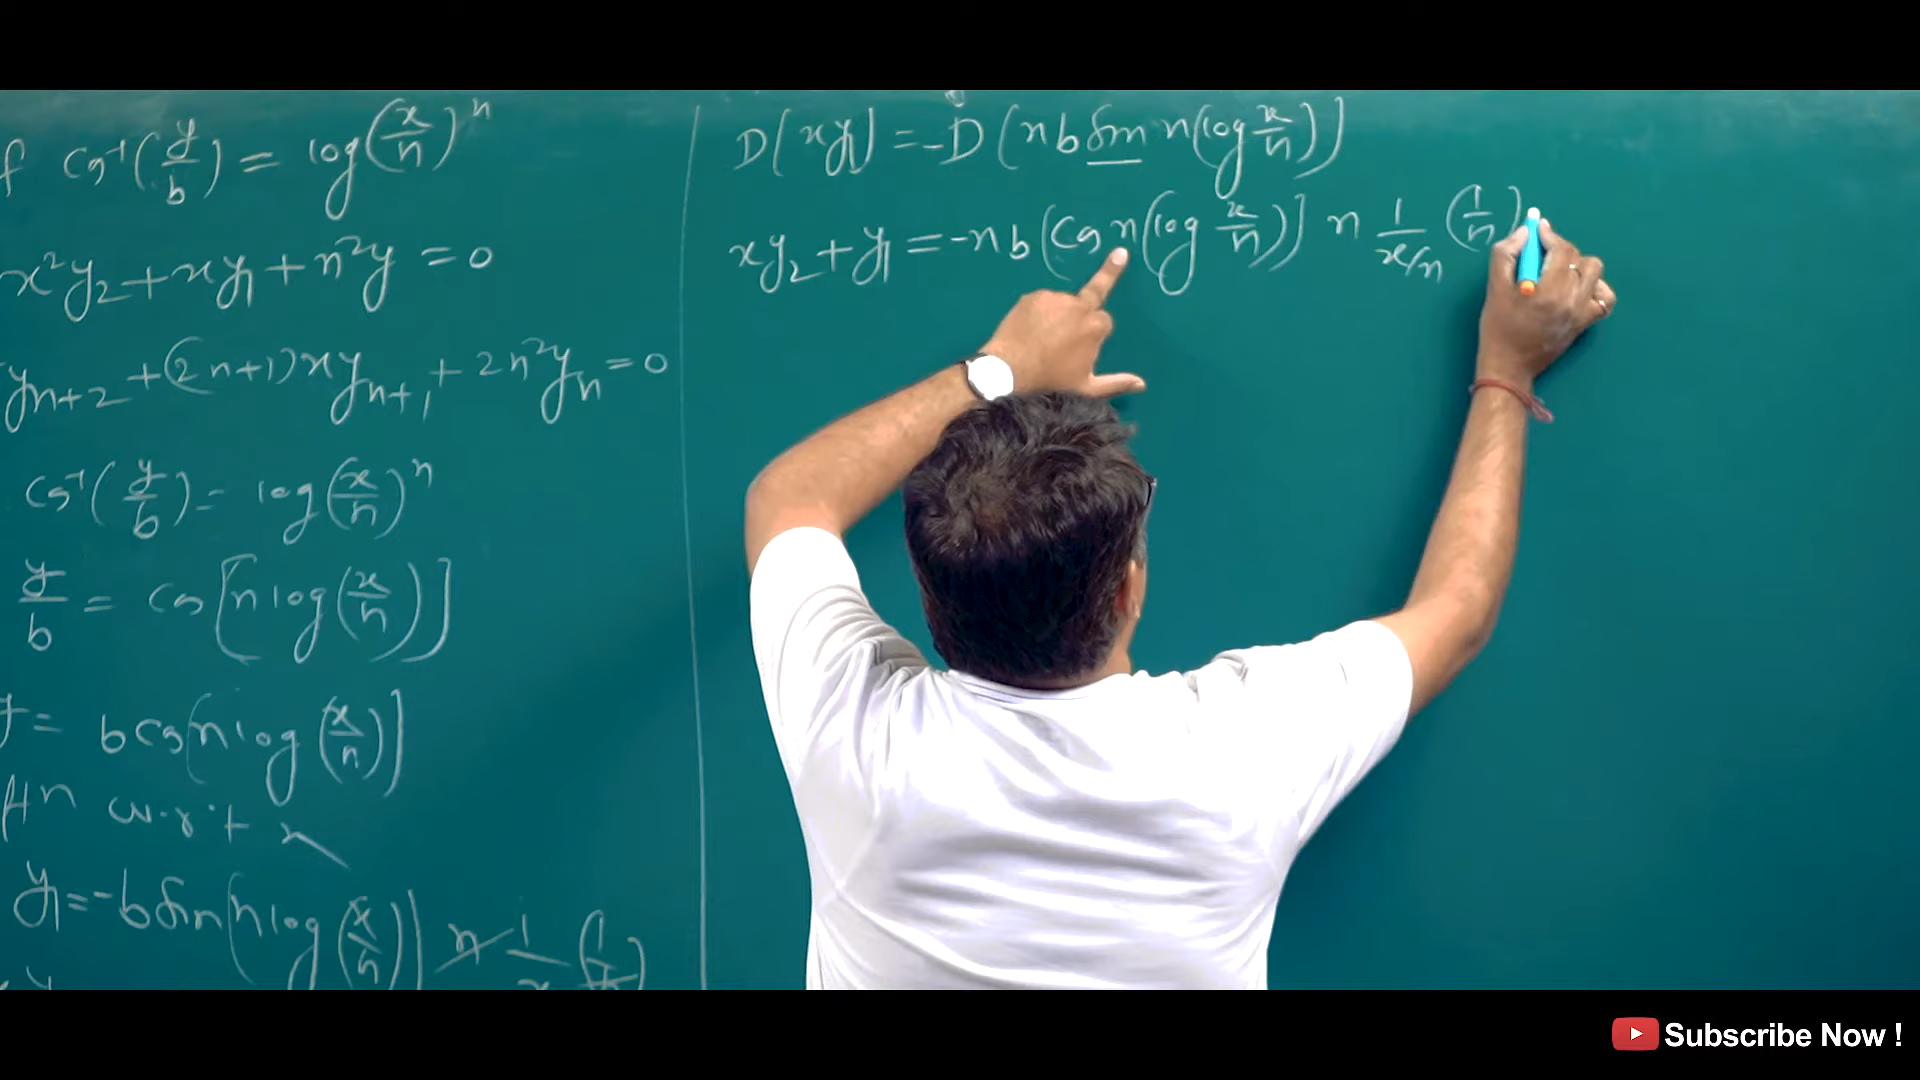 f Cos⁻¹(y/b) = log(x/n)ⁿ
x²y₂ + xy₁ + n²y = 0
yₙ₊₂ + (2n+1)xyₙ₊₁ + 2n²yₙ = 0
Cos⁻¹(y/b) = log(x/n)ⁿ
y/b = Cos[n log(x/n)]
y = b Cos[n log(x/n)]
w.r.t x
y₁ = -b Sin[n log(x/n)] n 1/x (1/n)
D(xy₁) = -D(nb Sin n(log x/n))
xy₂ + y₁ = -nb(Cos n(log x/n)] n 1/x/n (1/n)
Subscribe Now !